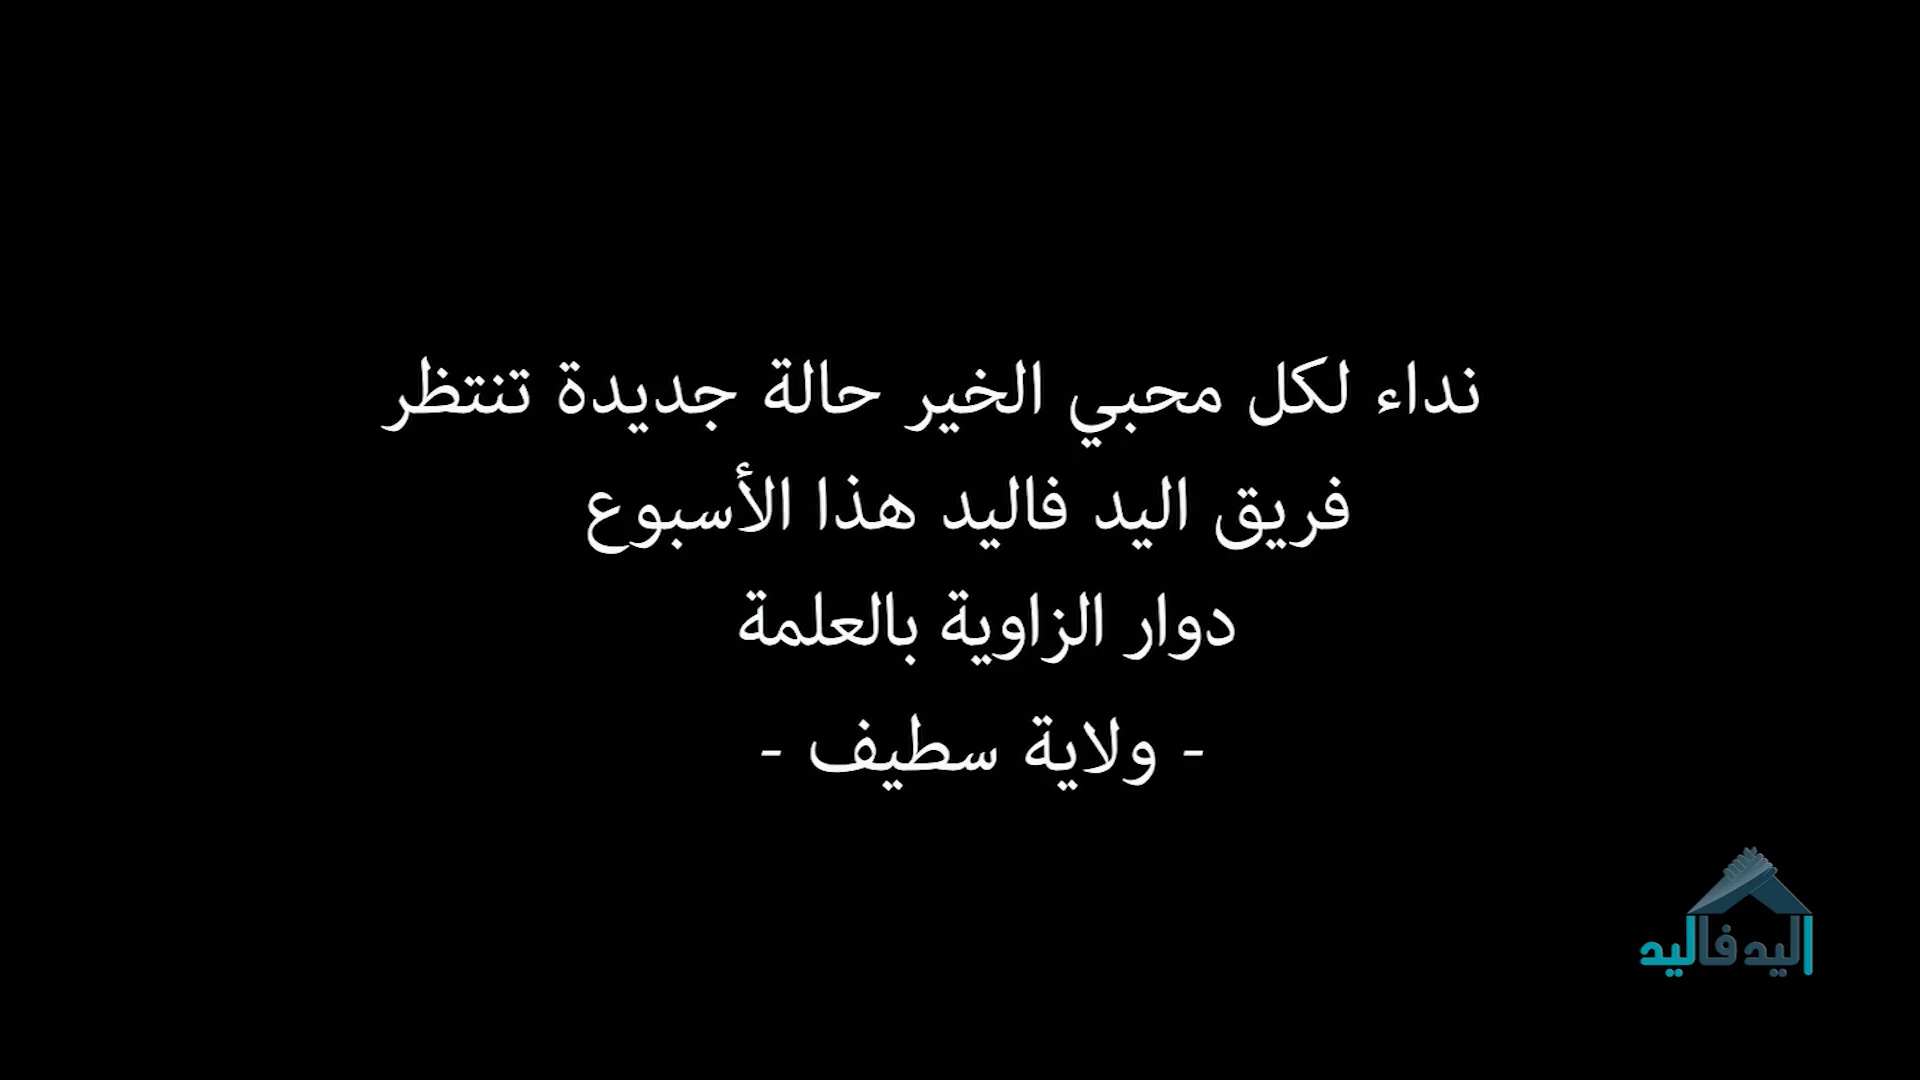 نداء لكل محبي الخير حالة جديدة تنتظر
فريق اليد فاليد هذا الأسبوع
دوار الزاوية بالعلمة
- ولاية سطيف -
اليد فاليد